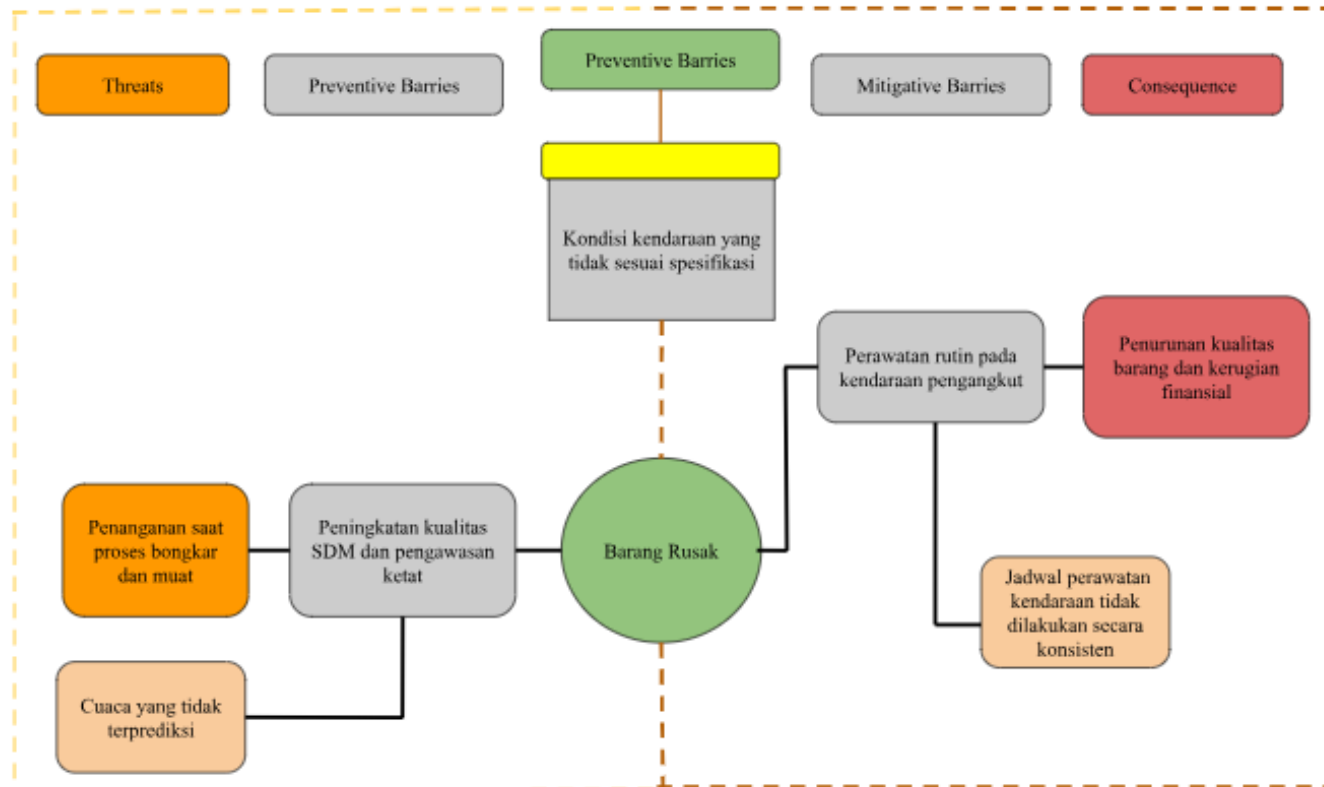 Threats
Preventive Barries
Preventive Barries
Mitigative Barries
Consequence
Kondisi kendaraan yang
tidak sesuai spesifikasi
Perawatan rutin pada
kendaraan pengangkut
Penurunan kualitas
barang dan kerugian
finansial
Penanganan saat
proses bongkar
dan muat
Peningkatan kualitas
SDM dan pengawasan
ketat
Barang Rusak
Jadwal perawatan
kendaraan tidak
dilakukan secara
konsisten
Cuaca yang tidak
terprediksi